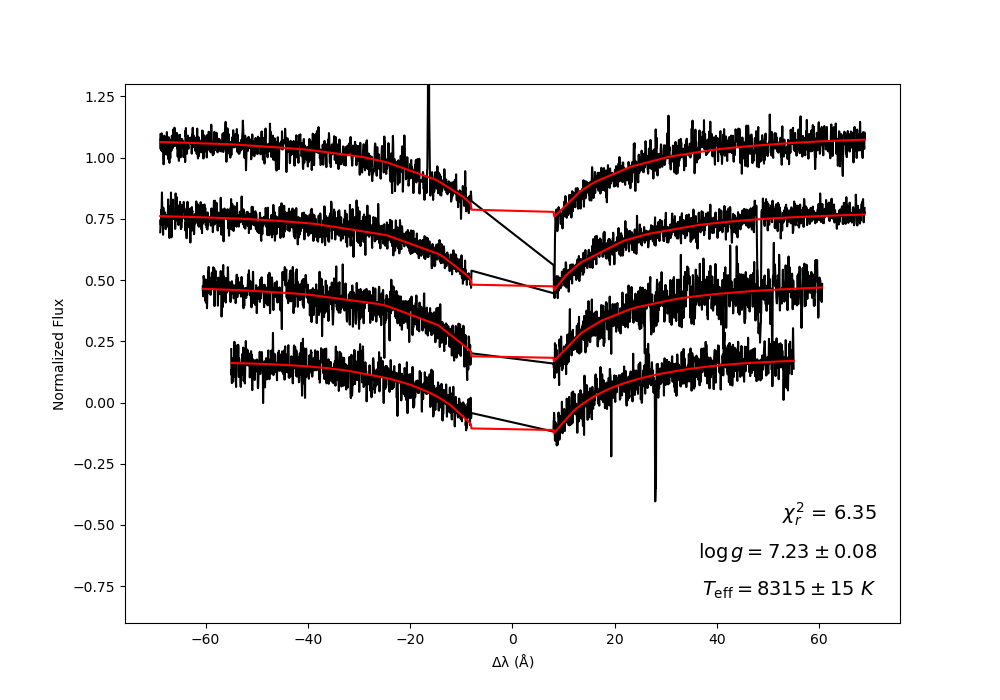 1.25
1.00
0.75
0.50
0.25
0.00
−0.25
−0.50
−0.75
Normalized Flux
χ²ᵣ = 6.35
log g = 7.23 ± 0.08
T_eff = 8315 ± 15 K
−60 −40 −20 0 20 40 60
Δλ (Å)